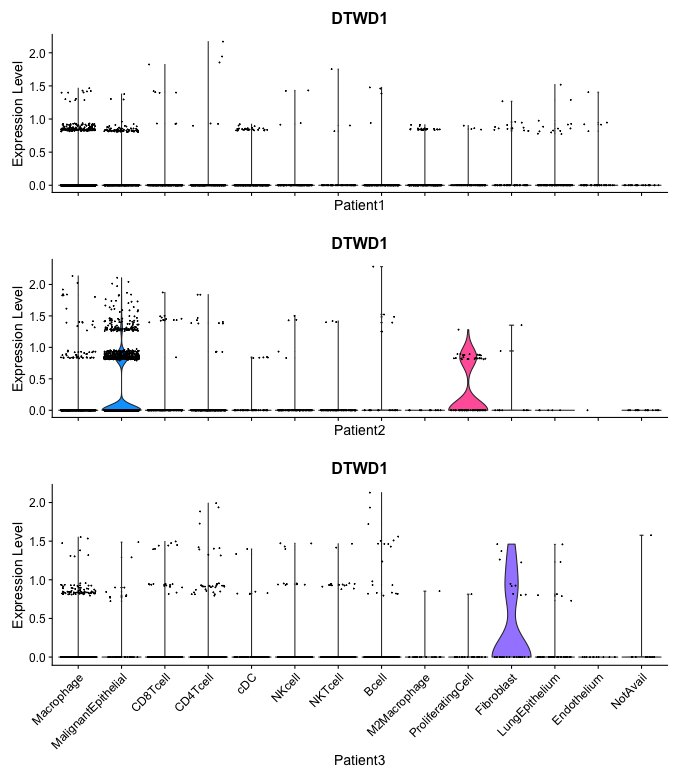 DTWD1
Expression Level
2.0
1.5
1.0
0.5
0.0
Patient1
DTWD1
Expression Level
2.0
1.5
1.0
0.5
0.0
Patient2
DTWD1
Expression Level
2.0
1.5
1.0
0.5
0.0
Macrophage
MalignantEpithelial
CD8Tcell
CD4Tcell
cDC
NKcell
NKTcell
Bcell
M2Macrophage
ProliferatingCell
Fibroblast
LungEpithelium
Endothelium
NotAvail
Patient3